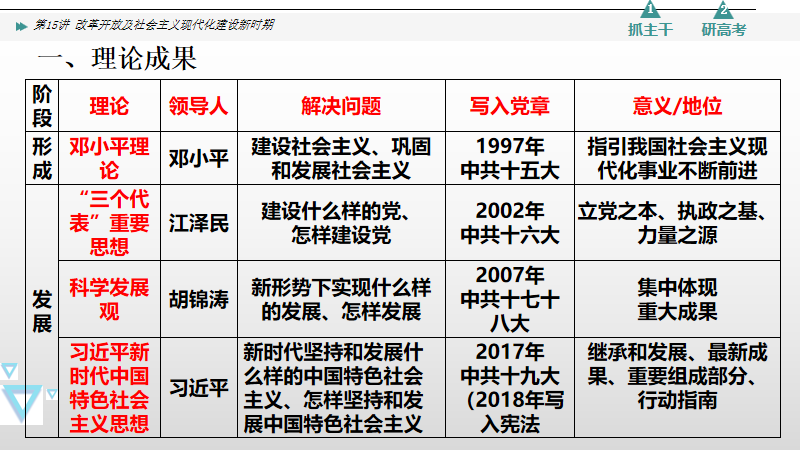 第15讲 改革开放及社会主义现代化建设新时期
1
抓主干
2
研高考
一、理论成果
阶段 理论 领导人 解决问题 写入党章 意义/地位
形成
邓小平理
论
邓小平
建设社会主义、巩固
和发展社会主义
1997年
中共十五大
指引我国社会主义现
代化事业不断前进
发展
“三个代
表”重要
思想
江泽民
建设什么样的党、
怎样建设党
2002年
中共十六大
立党之本、执政之基、
力量之源
科学发展
观
胡锦涛
新形势下实现什么样
的发展、怎样发展
2007年
中共十七十
八大
集中体现
重大成果
习近平新
时代中国
特色社会
主义思想
习近平
新时代坚持和发展什
么样的中国特色社会
主义、怎样坚持和发
展中国特色社会主义
2017年
中共十九大
（2018年写
入宪法
继承和发展、最新成
果、重要组成部分、
行动指南